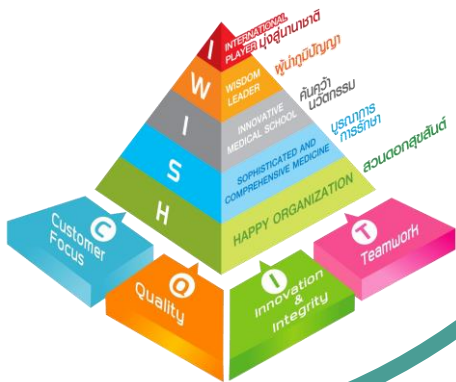 I
INTERNATIONAL
PLAYER
มุ่งสู่นานาชาติ
W
WISDOM
LEADER
ผู้นำภูมิปัญญา
I
INNOVATIVE
MEDICAL SCHOOL
ค้นคว้า
นวัตกรรม
S
SOPHISTICATED AND
COMPREHENSIVE MEDICINE
บูรณาการ
การรักษา
H
HAPPY ORGANIZATION
สวนดอกสุขสันต์
C
Customer
Focus
Q
Quality
I
Innovation
&
Integrity
T
Teamwork